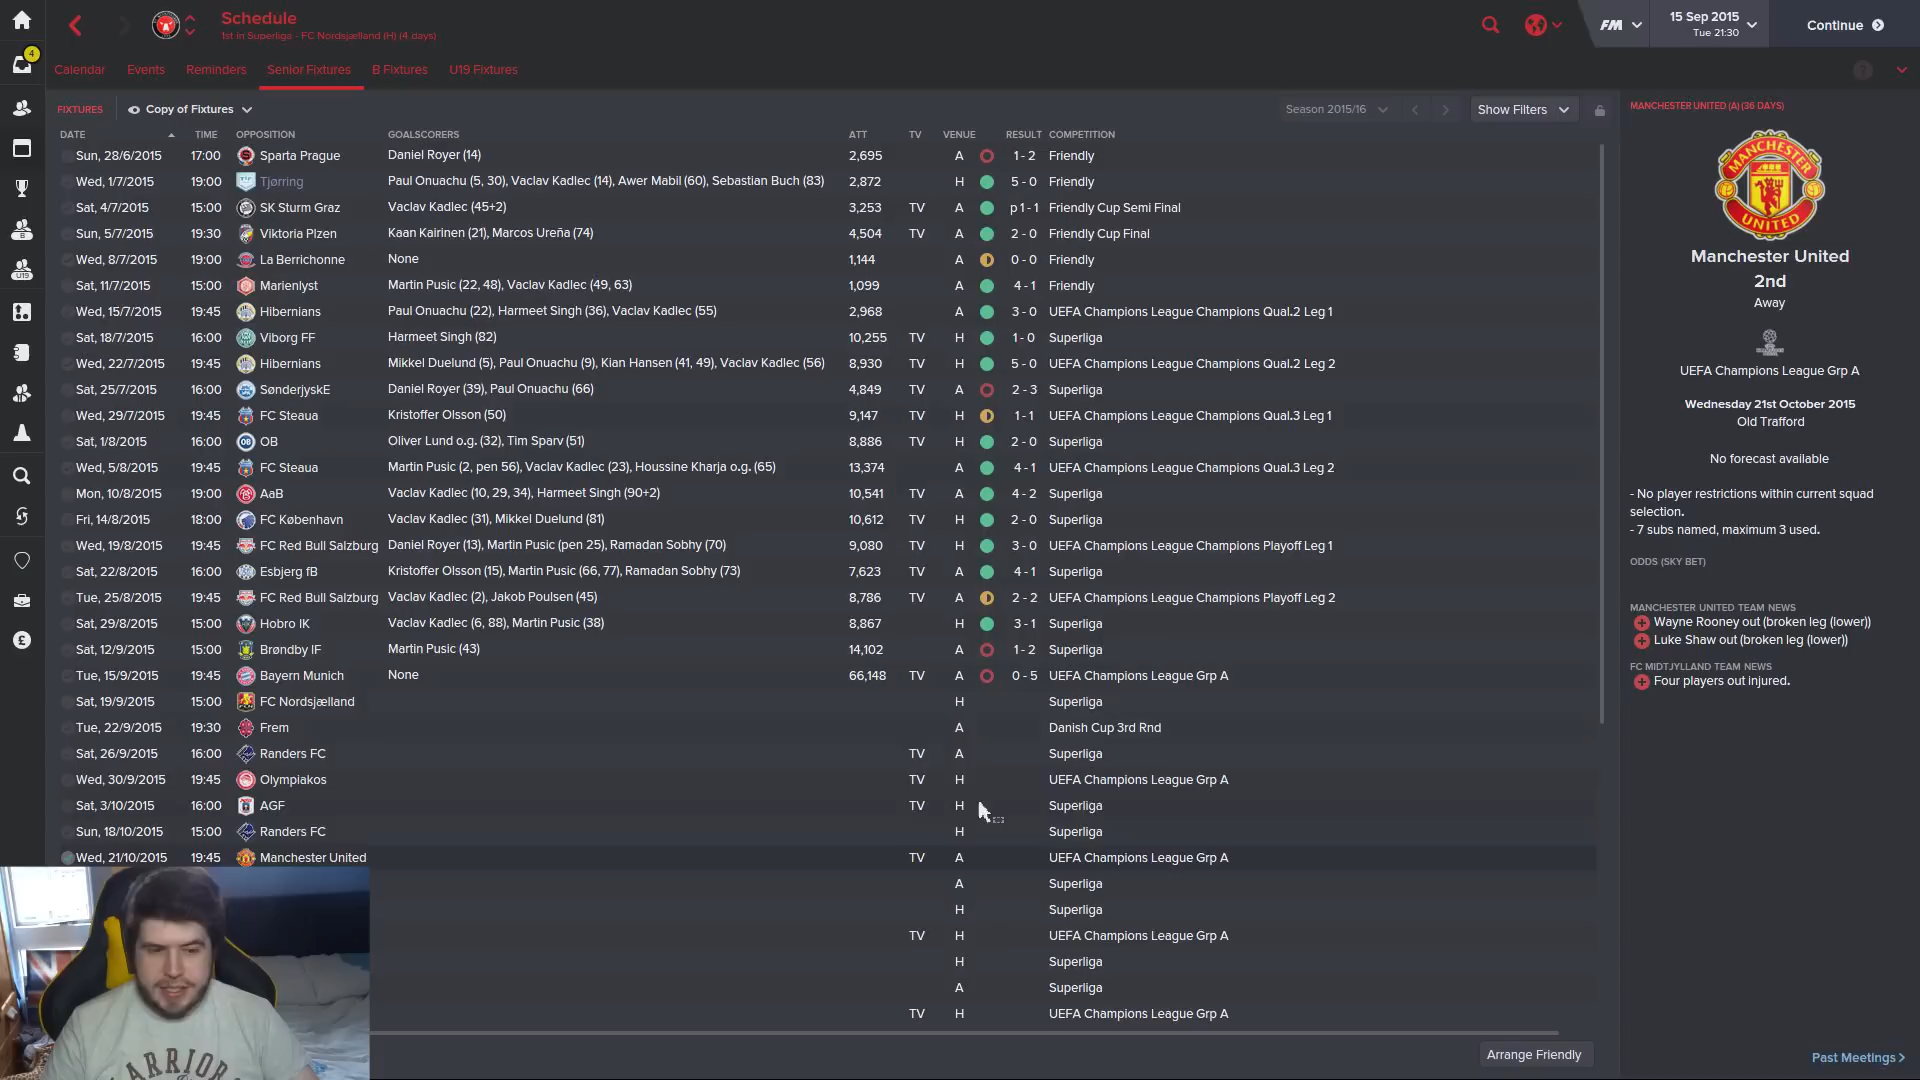 Schedule
1st in Superliga - FC Nordsjælland (H) (4 days)
FM
15 Sep 2015
Tue 21:30
Continue
4
Calendar Events Reminders Senior Fixtures B Fixtures U19 Fixtures
B
U19
FIXTURES Copy of Fixtures Season 2015/16 Show Filters
DATE TIME OPPOSITION GOALSCORERS ATT TV VENUE RESULT COMPETITION
Sun, 28/6/2015 17:00 Sparta Prague Daniel Royer (14) 2,695 A 1 - 2 Friendly
Wed, 1/7/2015 19:00 Tjørring Paul Onuachu (5, 30), Vaclav Kadlec (14), Awer Mabil (60), Sebastian Buch (83) 2,872 H 5 - 0 Friendly
Sat, 4/7/2015 15:00 SK Sturm Graz Vaclav Kadlec (45+2) 3,253 TV A p 1 - 1 Friendly Cup Semi Final
Sun, 5/7/2015 19:30 Viktoria Plzen Kaan Kairinen (21), Marcos Ureña (74) 4,504 TV A 2 - 0 Friendly Cup Final
Wed, 8/7/2015 19:00 La Berrichonne None 1,144 A 0 - 0 Friendly
Sat, 11/7/2015 15:00 Marienlyst Martin Pusic (22, 48), Vaclav Kadlec (49, 63) 1,099 A 4 - 1 Friendly
Wed, 15/7/2015 19:45 Hibernians Paul Onuachu (22), Harmeet Singh (36), Vaclav Kadlec (55) 2,968 A 3 - 0 UEFA Champions League Champions Qual.2 Leg 1
Sat, 18/7/2015 16:00 Viborg FF Harmeet Singh (82) 10,255 TV H 1 - 0 Superliga
Wed, 22/7/2015 19:45 Hibernians Mikkel Duelund (5), Paul Onuachu (9), Kian Hansen (41, 49), Vaclav Kadlec (56) 8,930 TV H 5 - 0 UEFA Champions League Champions Qual.2 Leg 2
Sat, 25/7/2015 16:00 SønderjyskE Daniel Royer (39), Paul Onuachu (66) 4,849 TV A 2 - 3 Superliga
Wed, 29/7/2015 19:45 FC Steaua Kristoffer Olsson (50) 9,147 TV H 1 - 1 UEFA Champions League Champions Qual.3 Leg 1
Sat, 1/8/2015 16:00 OB Oliver Lund o.g. (32), Tim Sparv (51) 8,886 TV H 2 - 0 Superliga
Wed, 5/8/2015 19:45 FC Steaua Martin Pusic (2, pen 56), Vaclav Kadlec (23), Houssine Kharja o.g. (65) 13,374 A 4 - 1 UEFA Champions League Champions Qual.3 Leg 2
Mon, 10/8/2015 19:00 AaB Vaclav Kadlec (10, 29, 34), Harmeet Singh (90+2) 10,541 TV A 4 - 2 Superliga
Fri, 14/8/2015 18:00 FC København Vaclav Kadlec (31), Mikkel Duelund (81) 10,612 TV H 2 - 0 Superliga
Wed, 19/8/2015 19:45 FC Red Bull Salzburg Daniel Royer (13), Martin Pusic (pen 25), Ramadan Sobhy (70) 9,080 TV H 3 - 0 UEFA Champions League Champions Playoff Leg 1
Sat, 22/8/2015 16:00 Esbjerg fB Kristoffer Olsson (15), Martin Pusic (66, 77), Ramadan Sobhy (73) 7,623 TV A 4 - 1 Superliga
Tue, 25/8/2015 19:45 FC Red Bull Salzburg Vaclav Kadlec (2), Jakob Poulsen (45) 8,786 TV A 2 - 2 UEFA Champions League Champions Playoff Leg 2
Sat, 29/8/2015 15:00 Hobro IK Vaclav Kadlec (6, 88), Martin Pusic (38) 8,867 H 3 - 1 Superliga
Sat, 12/9/2015 15:00 Brøndby IF Martin Pusic (43) 14,102 A 1 - 2 Superliga
Tue, 15/9/2015 19:45 Bayern Munich None 66,148 TV A 0 - 5 UEFA Champions League Grp A
Sat, 19/9/2015 15:00 FC Nordsjælland H Superliga
Tue, 22/9/2015 19:30 Frem A Danish Cup 3rd Rnd
Sat, 26/9/2015 16:00 Randers FC TV A Superliga
Wed, 30/9/2015 19:45 Olympiakos TV H UEFA Champions League Grp A
Sat, 3/10/2015 16:00 AGF TV H Superliga
Sun, 18/10/2015 15:00 Randers FC H Superliga
Wed, 21/10/2015 19:45 Manchester United TV A UEFA Champions League Grp A
A Superliga
H Superliga
TV H UEFA Champions League Grp A
H Superliga
A Superliga
TV H UEFA Champions League Grp A
Arrange Friendly
MANCHESTER UNITED (A) (36 DAYS)
MANCHESTER
UNITED
Manchester United
2nd
Away
UEFA Champions League Grp A
Wednesday 21st October 2015
Old Trafford
No forecast available
- No player restrictions within current squad
selection.
- 7 subs named, maximum 3 used.
ODDS (SKY BET)
MANCHESTER UNITED TEAM NEWS
Wayne Rooney out (broken leg (lower))
Luke Shaw out (broken leg (lower))
FC MIDTJYLLAND TEAM NEWS
Four players out injured.
Past Meetings >
WARRIOR